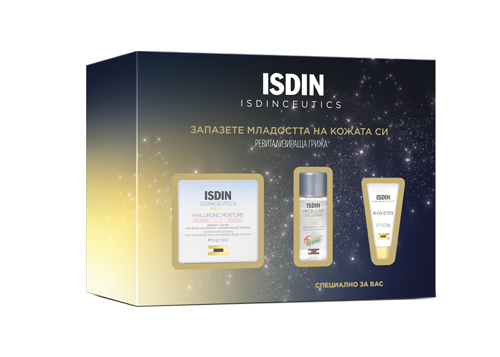 ISDIN
ISDINCEUTICS
ЗАПАЗЕТЕ МЛАДОСТТА НА КОЖАТА СИ
РЕВИТАЛИЗИРАЩА ГРИЖА
ISDIN
ISDINCEUTICS
HYALURONIC MOISTURE
ISDIN
MICELLAR
SOLUTION
ISDIN
K-Ox EYES
СПЕЦИАЛНО ЗА ВАС